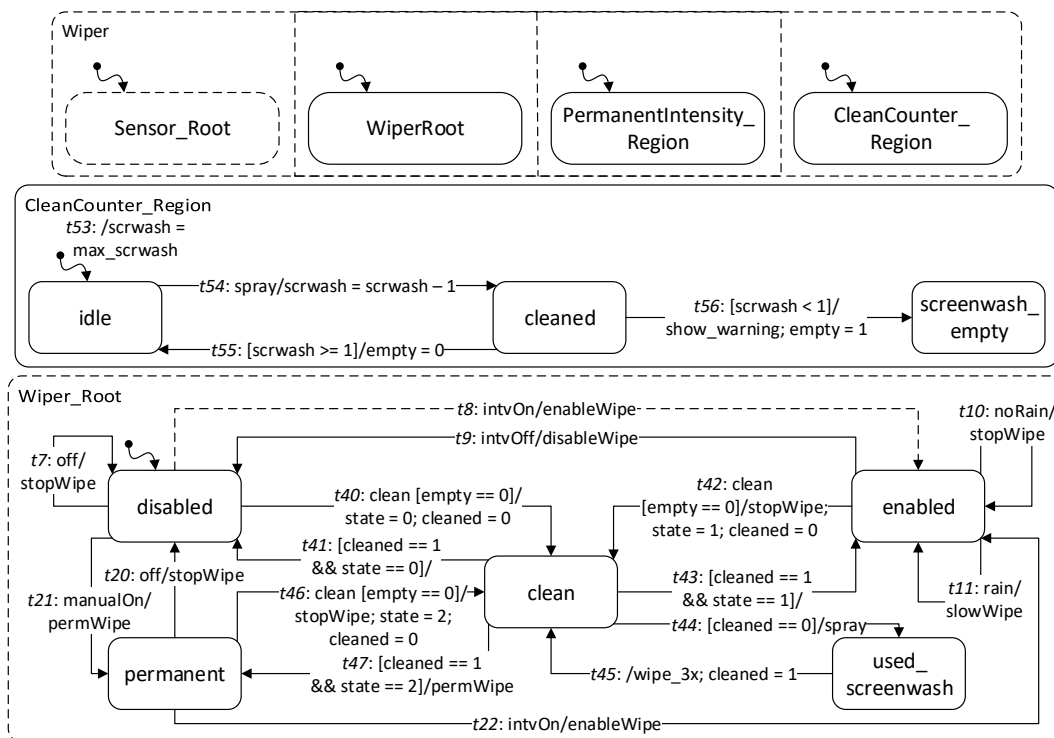 Wiper
Sensor_Root
WiperRoot
PermanentIntensity_
Region
CleanCounter_
Region
CleanCounter_Region
t53: /scrwash =
max_scrwash
idle
t54: spray/scrwash = scrwash – 1
cleaned
t55: [scrwash >= 1]/empty = 0
t56: [scrwash < 1]/
show_warning; empty = 1
screenwash_
empty
Wiper_Root
t8: intvOn/enableWipe
t9: intvOff/disableWipe
t10: noRain/
stopWipe
t7: off/
stopWipe
disabled
t40: clean [empty == 0]/
state = 0; cleaned = 0
t42: clean
[empty == 0]/stopWipe;
state = 1; cleaned = 0
enabled
t41: [cleaned == 1
&& state == 0]/
t20: off/stopWipe
t21: manualOn/
permWipe
t46: clean [empty == 0]/
stopWipe; state = 2;
cleaned = 0
clean
t43: [cleaned == 1
&& state == 1]/
t11: rain/
slowWipe
t44: [cleaned == 0]/spray
permanent
t47: [cleaned == 1
&& state == 2]/permWipe
t45: /wipe_3x; cleaned = 1
used_
screenwash
t22: intvOn/enableWipe